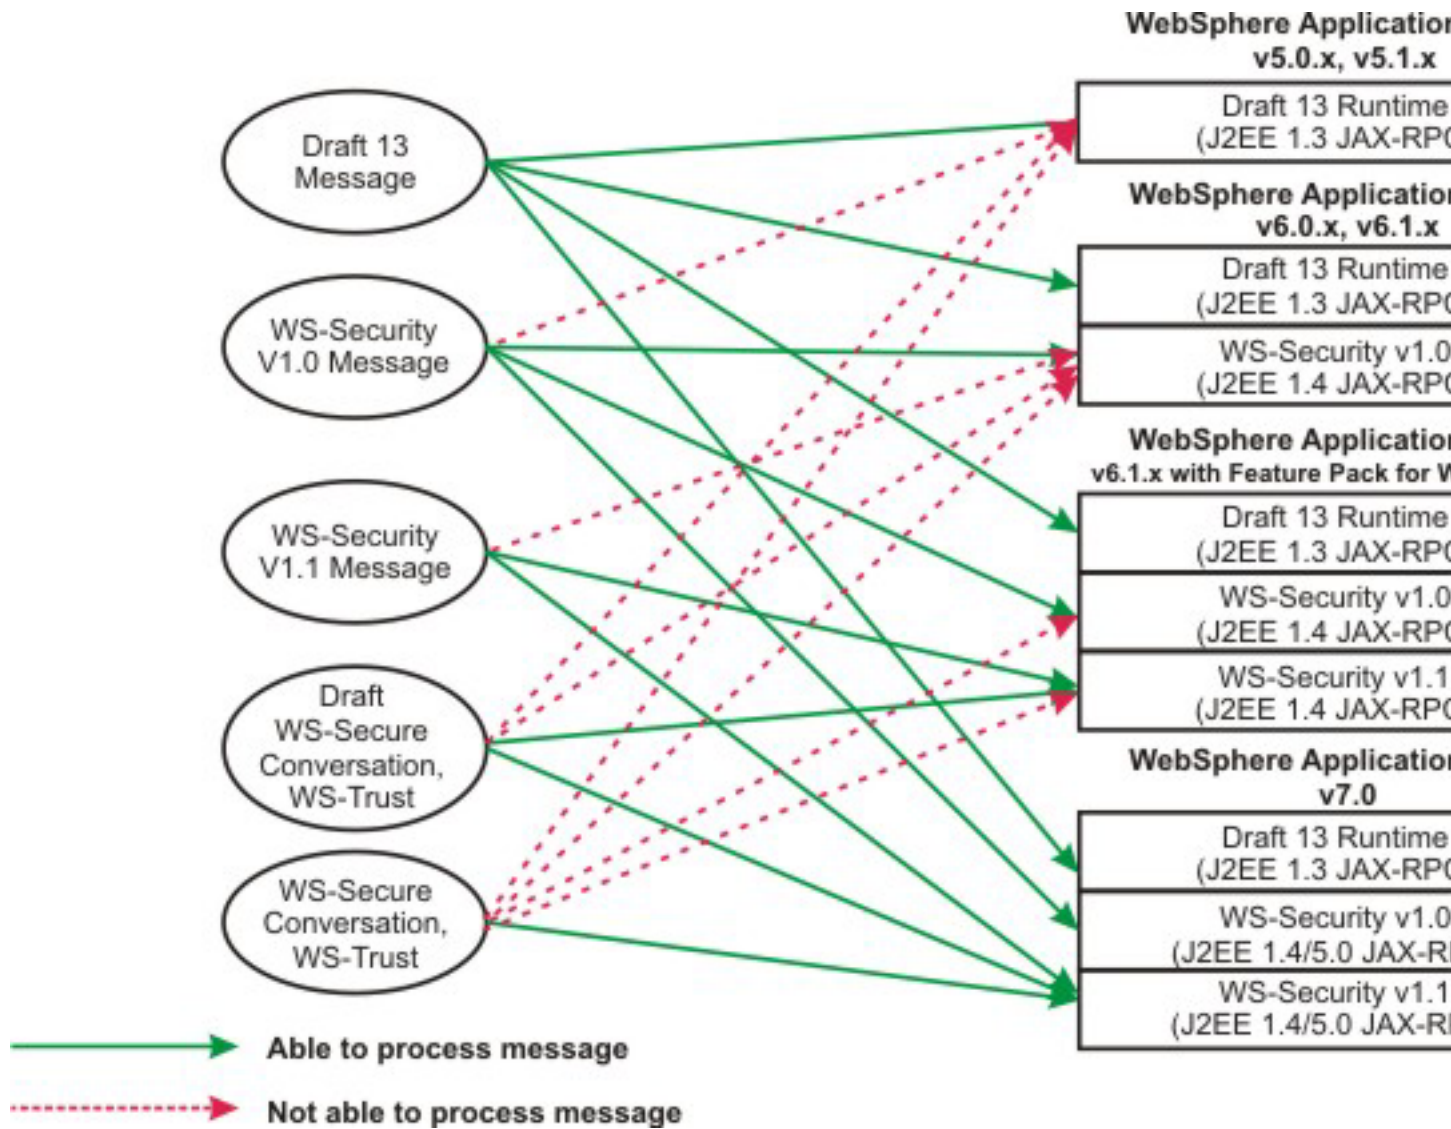 Draft 13
Message
WS-Security
V1.0 Message
WS-Security
V1.1 Message
Draft
WS-Secure
Conversation,
WS-Trust
WS-Secure
Conversation,
WS-Trust
Able to process message
Not able to process message
WebSphere Application
v5.0.x, v5.1.x
Draft 13 Runtime
(J2EE 1.3 JAX-RPC
WebSphere Application
v6.0.x, v6.1.x
Draft 13 Runtime
(J2EE 1.3 JAX-RPC
WS-Security v1.0
(J2EE 1.4 JAX-RPC
WebSphere Application
v6.1.x with Feature Pack for W
Draft 13 Runtime
(J2EE 1.3 JAX-RPC
WS-Security v1.0
(J2EE 1.4 JAX-RPC
WS-Security v1.1
(J2EE 1.4 JAX-RPC
WebSphere Application
v7.0
Draft 13 Runtime
(J2EE 1.3 JAX-RPC
WS-Security v1.0
(J2EE 1.4/5.0 JAX-R
WS-Security v1.1
(J2EE 1.4/5.0 JAX-R